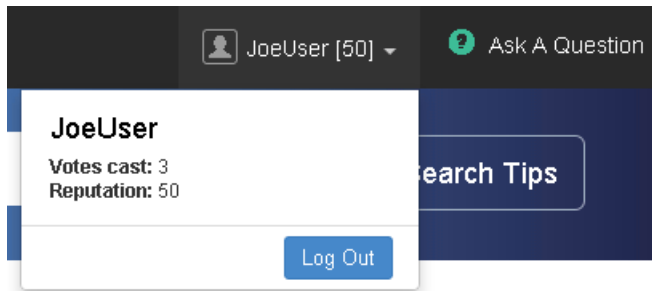 JoeUser [50]
? Ask A Question
JoeUser
Votes cast: 3
Reputation: 50
earch Tips
Log Out